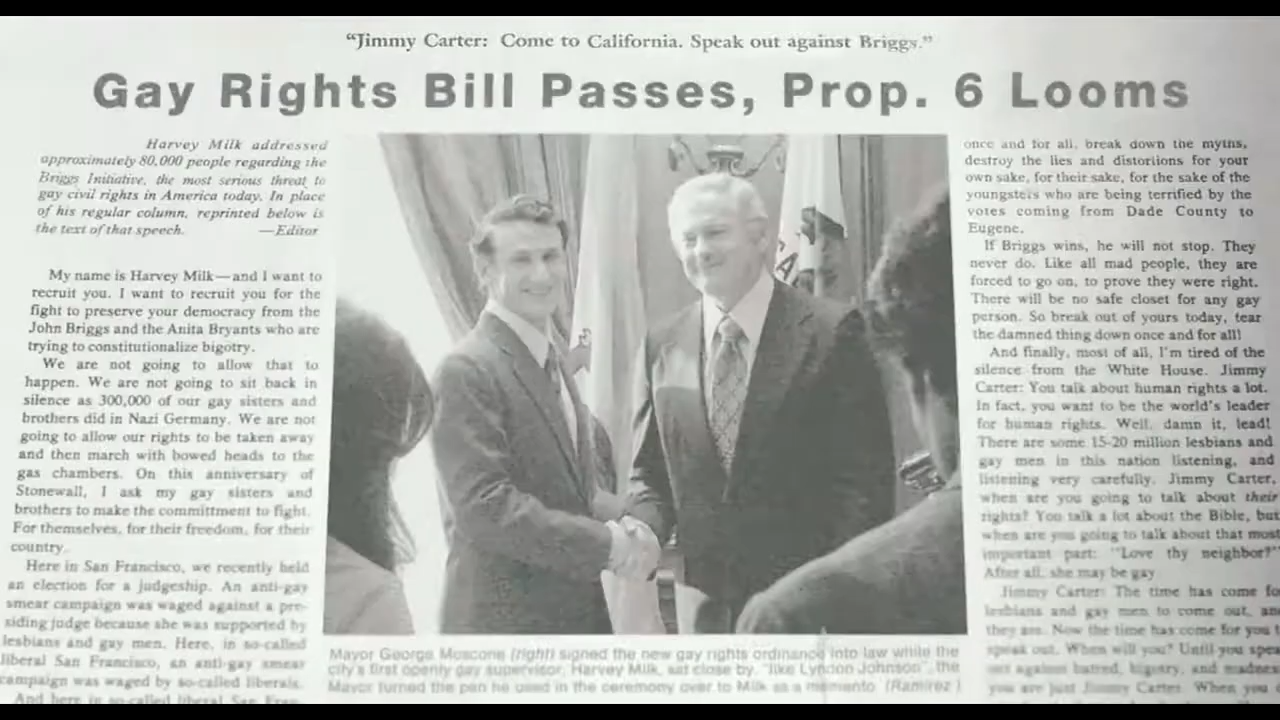 "Jimmy Carter: Come to California. Speak out against Briggs."
Gay Rights Bill Passes, Prop. 6 Looms
Harvey Milk addressed
approximately 80,000 people regarding the
Briggs Initiative, the most serious threat to
gay civil rights in America today. In place
of his regular column, reprinted below is
the text of that speech. —Editor
My name is Harvey Milk—and I want to
recruit you. I want to recruit you for the
fight to preserve your democracy from the
John Briggs and the Anita Bryants who are
trying to constitutionalize bigotry.
We are not going to allow that to
happen. We are not going to sit back in
silence as 300,000 of our gay sisters and
brothers did in Nazi Germany. We are not
going to allow our rights to be taken away
and then march with bowed heads to the
gas chambers. On this anniversary of
Stonewall, I ask my gay sisters and
brothers to make the committment to fight.
For themselves, for their freedom, for their
country.
Here in San Francisco, we recently held
an election for a judgeship. An anti-gay
smear campaign was waged against a pre-
siding judge because she was supported by
lesbians and gay men. Here, in so-called
liberal San Francisco, an anti-gay smear
campaign was waged by so-called liberals.
And here in so-called liberal San Fran-
Mayor George Moscone (right) signed the new gay rights ordinance into law while the
city's first openly gay supervisor, Harvey Milk, sat close by. "like Lyndon Johnson", the
Mayor turned the pen he used in the ceremony over to Milk as a memento. (Ramirez)
once and for all, break down the myths,
destroy the lies and distortions for your
own sake, for their sake, for the sake of the
youngsters who are being terrified by the
votes coming from Dade County to
Eugene.
If Briggs wins, he will not stop. They
never do. Like all mad people, they are
forced to go on, to prove they were right.
There will be no safe closet for any gay
person. So break out of yours today, tear
the damned thing down once and for all!
And finally, most of all, I'm tired of the
silence from the White House. Jimmy
Carter: You talk about human rights a lot.
In fact, you want to be the world's leader
for human rights. Well, damn it, lead!
There are some 15-20 million lesbians and
gay men in this nation listening, and
listening very carefully. Jimmy Carter,
when are you going to talk about their
rights? You talk a lot about the Bible, but
when are you going to talk about that most
important part: "Love thy neighbor?"
After all, she may be gay.
Jimmy Carter: The time has come fo
lesbians and gay men to come out, an
they are. Now the time has come for you t
speak out. When will you? Until you spea
out against hatred, bigotry, and madness
you are just Jimmy Carter. When you